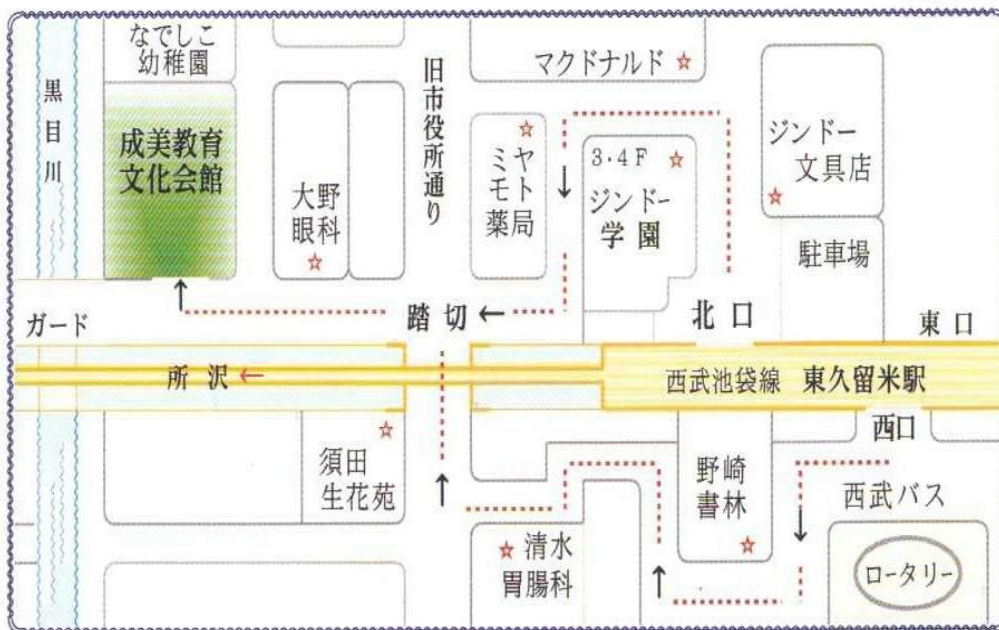 なでしこ
幼稚園
黒目川
成美教育
文化会館
大野
眼科
旧市役所通り
マクドナルド
ミヤ
モト
薬局
3・4F
ジンドー
学園
ジンドー
文具店
駐車場
ガード
踏切
北口
東口
所沢
西武池袋線 東久留米駅
西口
須田
生花苑
野崎
書林
西武バス
清水
胃腸科
ロータリー